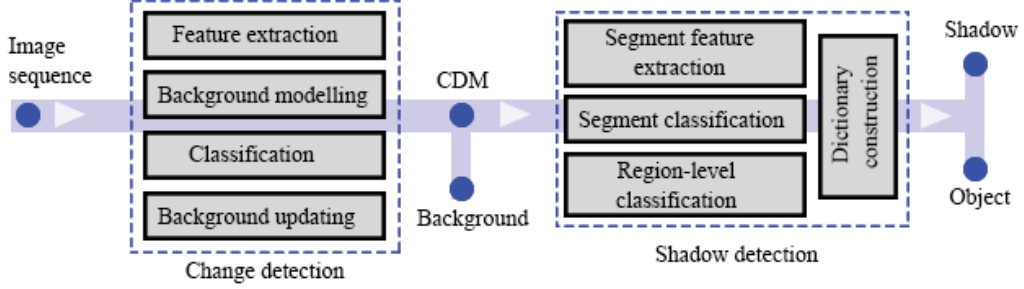 Image
sequence
Feature extraction
Background modelling
Classification
Background updating
Change detection
CDM
Background
Segment feature
extraction
Segment classification
Region-level
classification
Dictionary
construction
Shadow detection
Shadow
Object